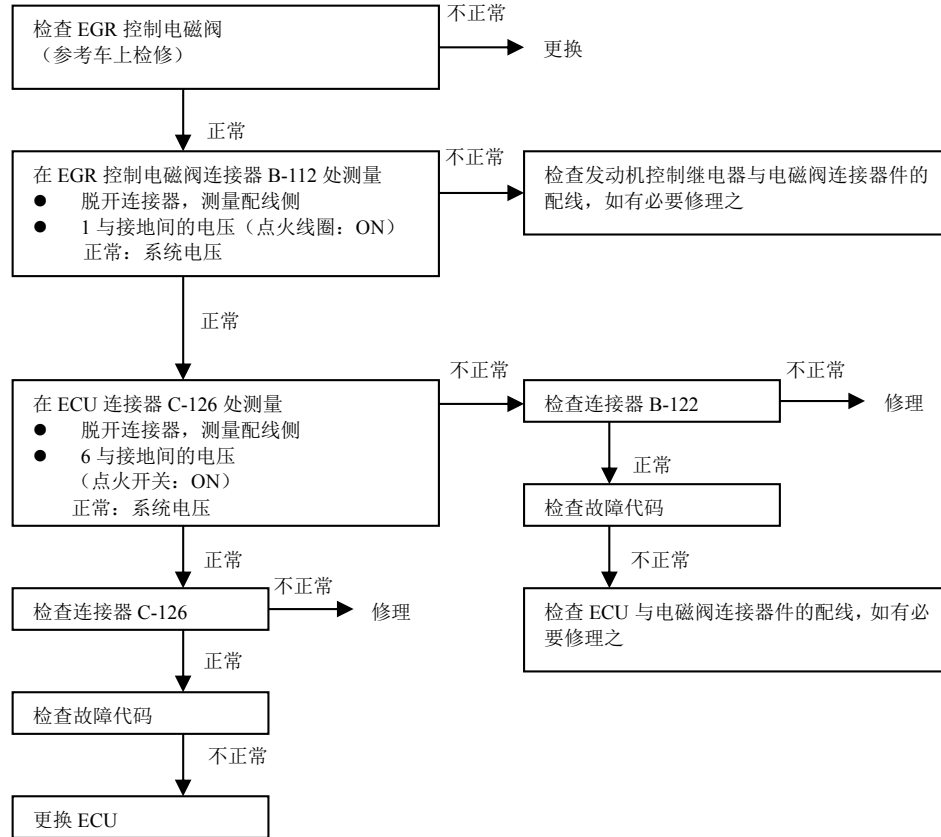 检查 EGR 控制电磁阀
（参考车上检修）
不正常
更换
正常
在 EGR 控制电磁阀连接器 B-112 处测量
● 脱开连接器，测量配线侧
● 1 与接地间的电压（点火线圈：ON）
正常：系统电压
不正常
检查发动机控制继电器与电磁阀连接器件的
配线，如有必要修理之
正常
在 ECU 连接器 C-126 处测量
● 脱开连接器，测量配线侧
● 6 与接地间的电压
（点火开关：ON）
正常：系统电压
不正常
检查连接器 B-122
不正常
修理
正常
检查故障代码
不正常
检查 ECU 与电磁阀连接器件的配线，如有必
要修理之
正常
检查连接器 C-126
不正常
修理
正常
检查故障代码
不正常
更换 ECU